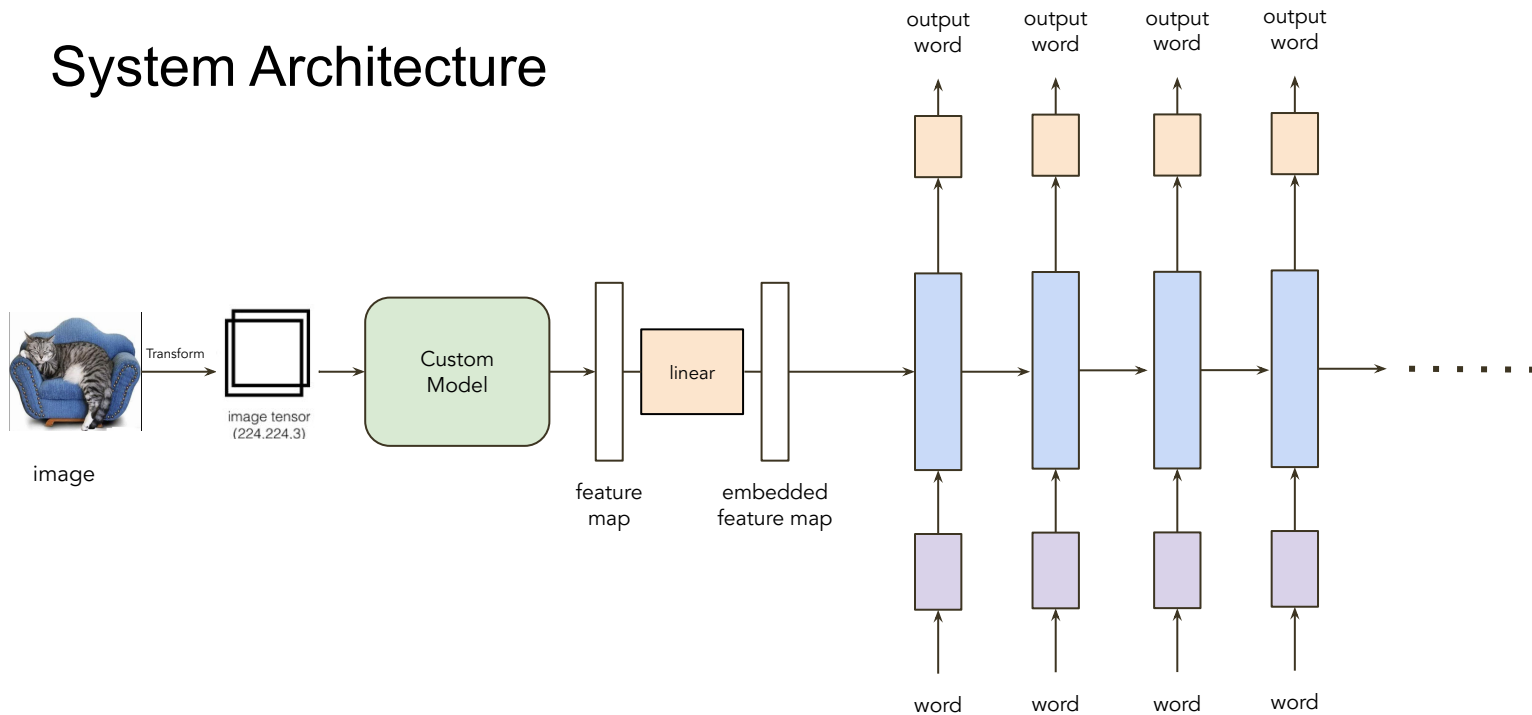 System Architecture
output
word
output
word
output
word
output
word
Transform
image tensor
(224.224.3)
image
Custom
Model
feature
map
linear
embedded
feature map
word
word
word
word